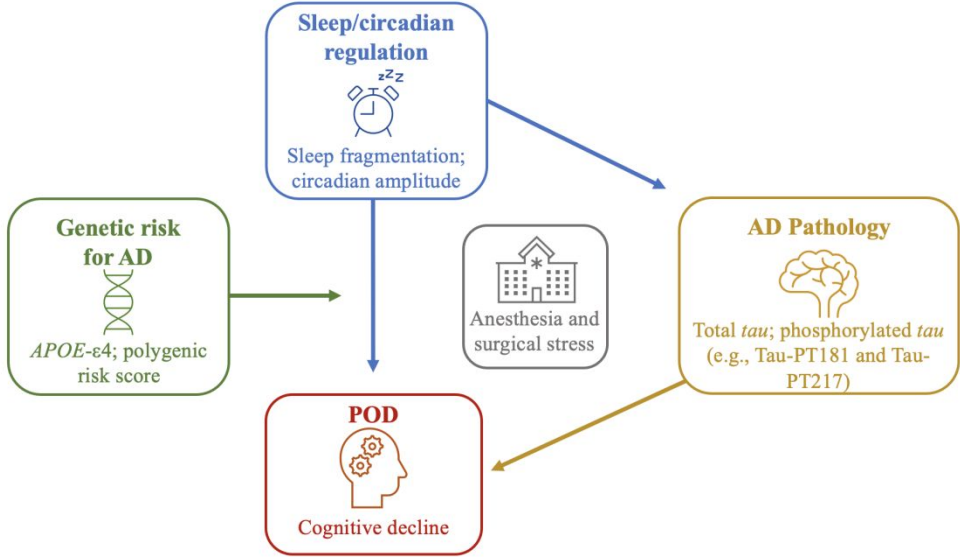 Sleep/circadian
regulation
zzZ
Sleep fragmentation;
circadian amplitude
Genetic risk
for AD
APOE-ε4; polygenic
risk score
Anesthesia and
surgical stress
AD Pathology
Total tau; phosphorylated tau
(e.g., Tau-PT181 and Tau-
PT217)
POD
Cognitive decline